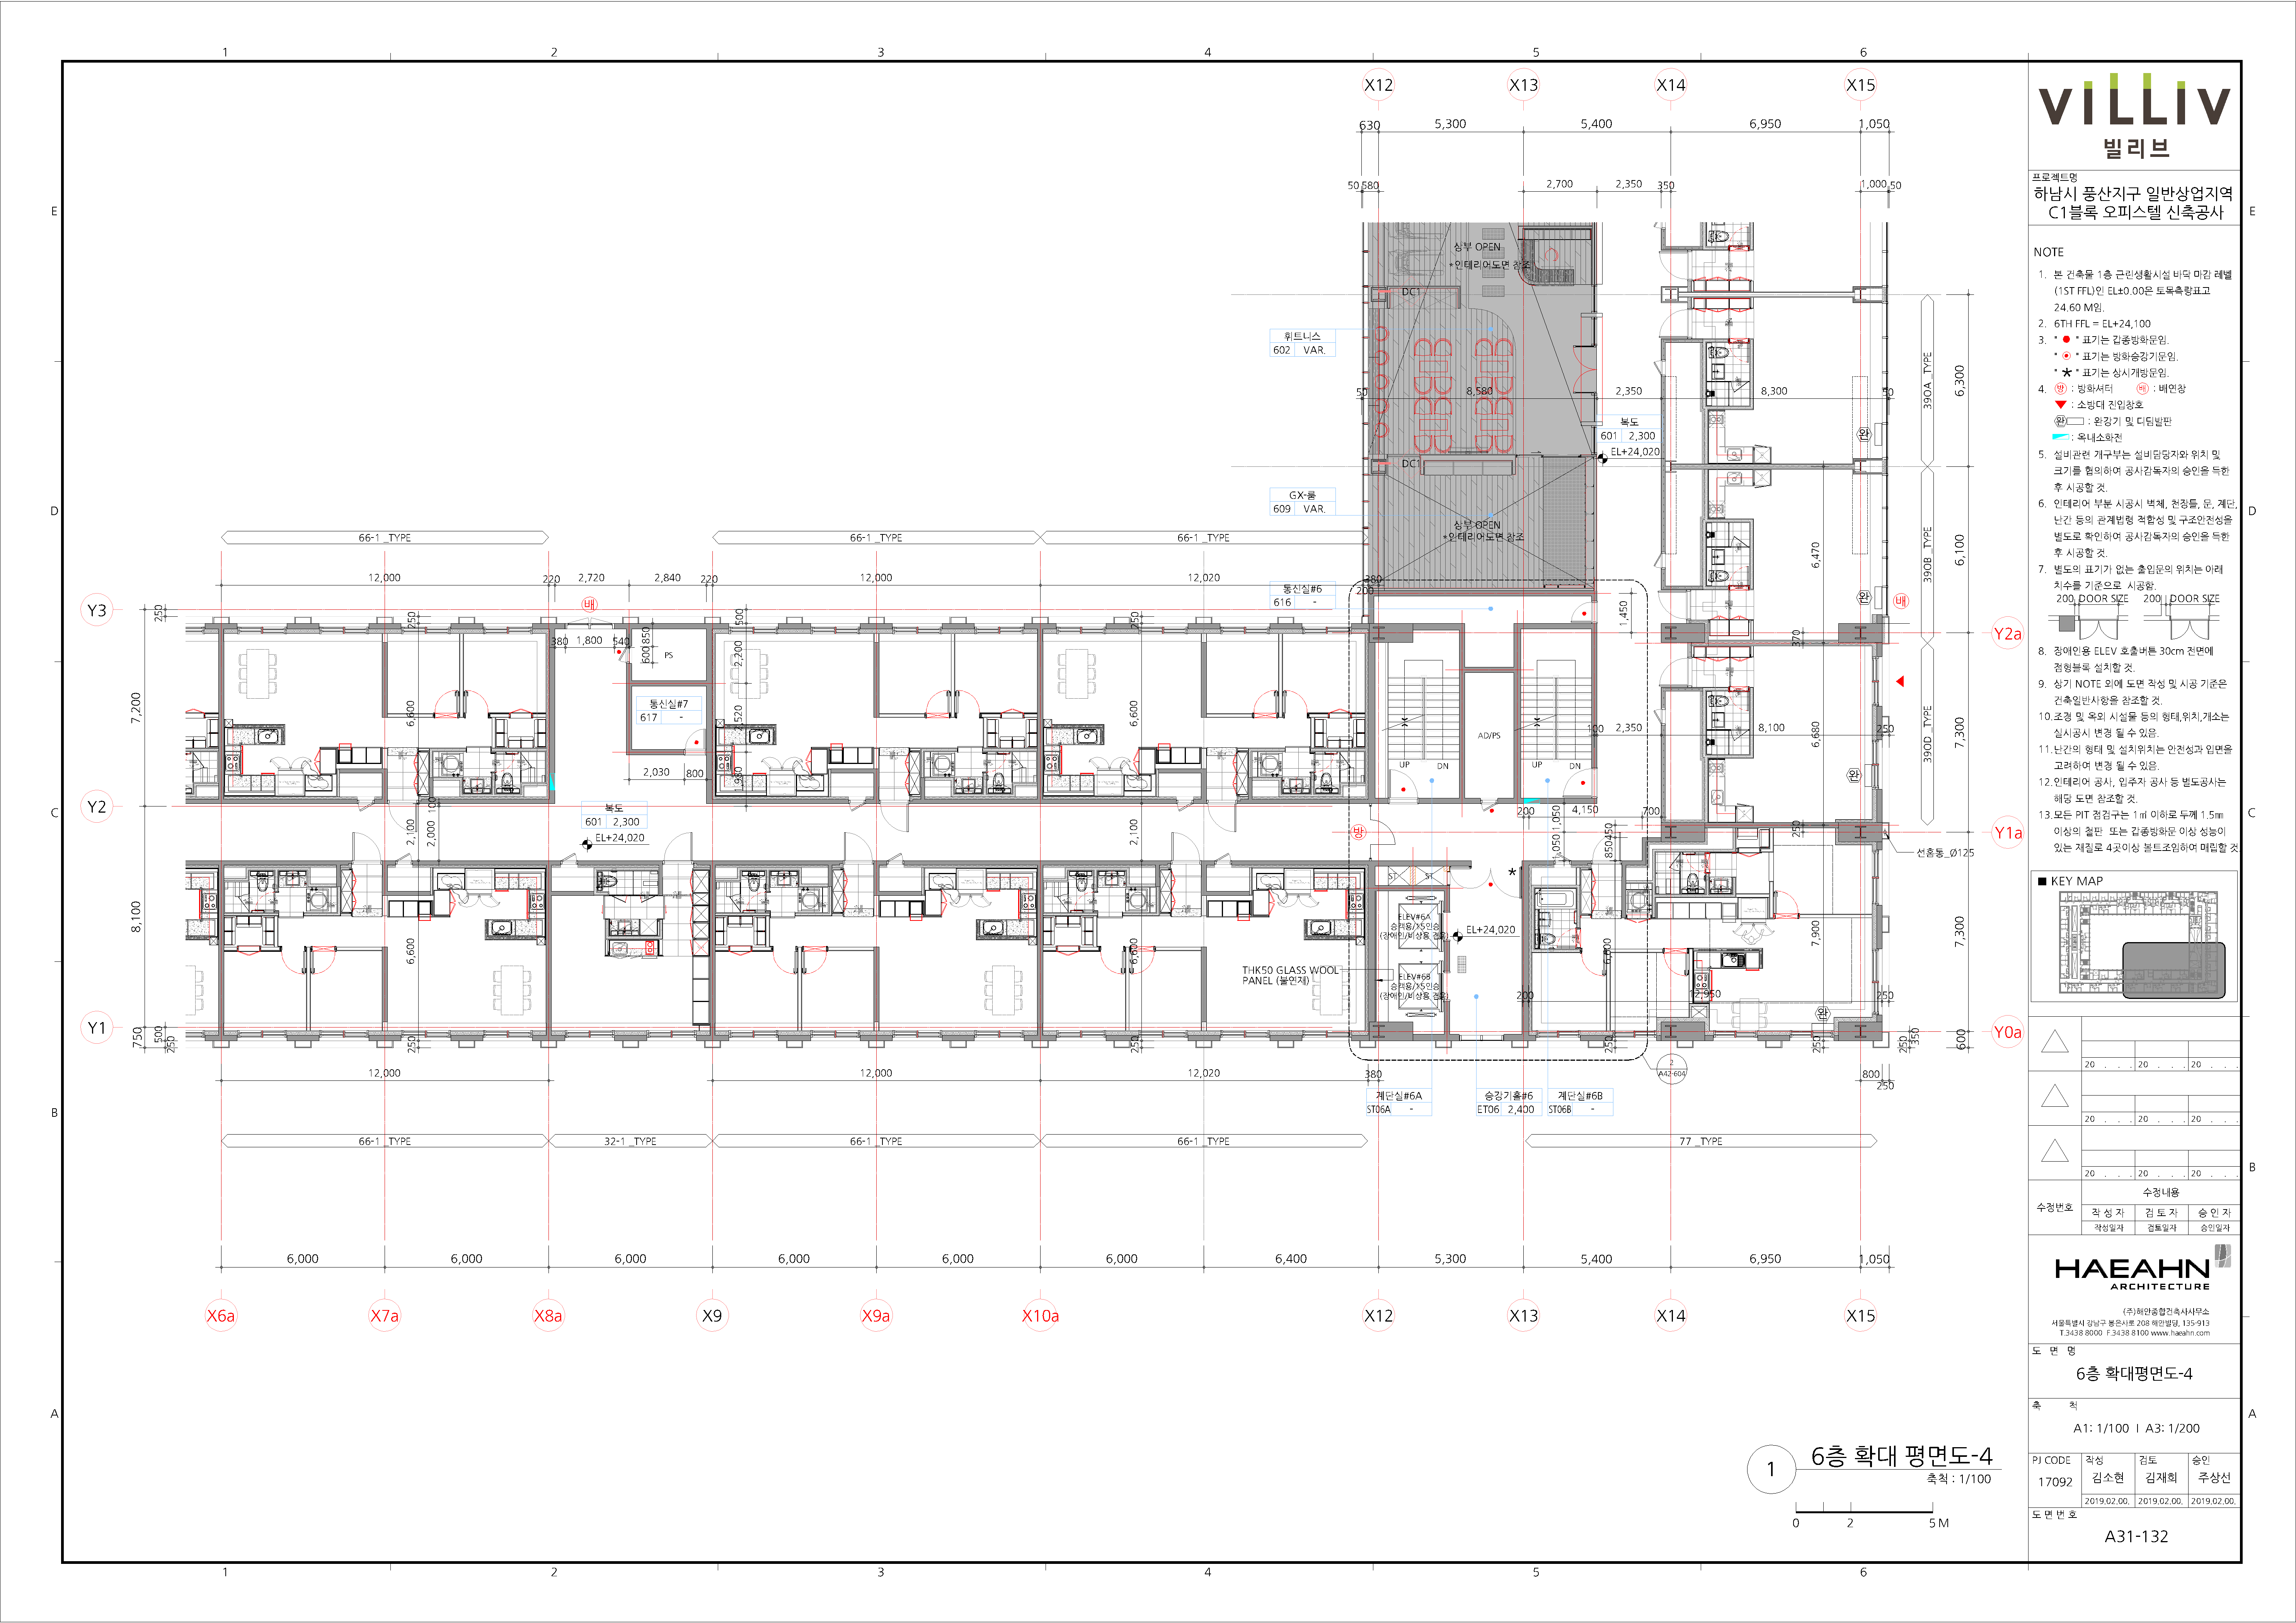 1 2 3 4 5 6
X12 X13 X14 X15
630 5,300 5,400 6,950 1,050
50 580 2,700 2,350 350 1,000 50
E
D
C
B
A
상부 OPEN
*인테리어도면 참조
DC1
휘트니스
602 VAR.
50 8,580 2,350 8,300 50
복도
601 2,300
EL+24,020
390A _TYPE
6,300
DC1
GX-룸
609 VAR.
상부 OPEN
*인테리어도면 참조
6,470
390B _TYPE
6,100
완
완
배
66-1 _TYPE 66-1 _TYPE 66-1 _TYPE
12,000 220 2,720 2,840 220 12,000 12,020 380
200
통신실#6
616 -
1,450
370
Y3
250
배
250 500 250
380 1,800 540
850
600
PS
2,200
Y2a
7,200
6,600
통신실#7
617 -
2,520
6,600
AD/PS
UP DN UP DN
100 2,350 8,100 6,680 250
7,300
390D _TYPE
완
2,030 800
980
Y2
100
2,100
2,000
복도
601 2,300
EL+24,020
2,100
방
200 4,150 700
1,050 1,050
850 450
250
Y1a
선홈통_Ø125
8,100
6,600
6,600
ST ST
*
ELEV#6A
승객용/15인승
(장애인/비상용 겸용)
EL+24,020
ELEV#6B
승객용/15인승
(장애인/비상용 겸용)
THK50 GLASS WOOL
PANEL (불연재)
7,900
7,300
200 12,950 250
완
Y1
750
500
250
250 250 250 250
250
350
600
Y0a
12,000 12,000 12,020 380 800
250
2
A42-604
계단실#6A
ST06A -
승강기홀#6
ET06 2,400
계단실#6B
ST06B -
66-1 _TYPE 32-1 _TYPE 66-1 _TYPE 66-1 _TYPE 77 _TYPE
6,000 6,000 6,000 6,000 6,000 6,000 6,400 5,300 5,400 6,950 1,050
X6a X7a X8a X9 X9a X10a X12 X13 X14 X15
1 6층 확대 평면도-4
축척 : 1/100
0 2 5 M
1 2 3 4 5 6
E
D
C
B
A
VILLIV
빌리브
프로젝트명
하남시 풍산지구 일반상업지역
C1블록 오피스텔 신축공사
NOTE
1. 본 건축물 1층 근린생활시설 바닥 마감 레벨
(1ST FFL)인 EL±0.00은 토목측량표고
24.60 M임.
2. 6TH FFL = EL+24,100
3. " ● " 표기는 갑종방화문임.
" ◉ " 표기는 방화승강기문임.
" * " 표기는 상시개방문임.
4. 방 : 방화셔터 배 : 배연창
▼ : 소방대 진입창호
완 : 완강기 및 디딤발판
: 옥내소화전
5. 설비관련 개구부는 설비담당자와 위치 및
크기를 협의하여 공사감독자의 승인을 득한
후 시공할 것.
6. 인테리어 부분 시공시 벽체, 천장틀, 문, 계단,
난간 등의 관계법령 적합성 및 구조안전성을
별도로 확인하여 공사감독자의 승인을 득한
후 시공할 것.
7. 별도의 표기가 없는 출입문의 위치는 아래
치수를 기준으로 시공함.
200 DOOR SIZE 200 DOOR SIZE
8. 장애인용 ELEV 호출버튼 30cm 전면에
점형블록 설치할 것.
9. 상기 NOTE 외에 도면 작성 및 시공 기준은
건축일반사항을 참조할 것.
10.조경 및 옥외 시설물 등의 형태,위치,개소는
실시공시 변경 될 수 있음.
11.난간의 형태 및 설치위치는 안전성과 입면을
고려하여 변경 될 수 있음.
12.인테리어 공사, 입주자 공사 등 별도공사는
해당 도면 참조할 것.
13.모든 PIT 점검구는 1㎡ 이하로 두께 1.5㎜
이상의 철판 또는 갑종방화문 이상 성능이
있는 재질로 4곳이상 볼트조임하여 매립할 것
■ KEY MAP
20 . . . 20 . . . 20 . . .
20 . . . 20 . . . 20 . . .
20 . . . 20 . . . 20 . . .
수정번호 수정내용
작 성 자 검 토 자 승 인 자
작성일자 검토일자 승인일자
HAEAHN
ARCHITECTURE
(주)해안종합건축사사무소
서울특별시 강남구 봉은사로 208 해안빌딩, 135-913
T.3438 8000 F.3438 8100 www.haeahn.com
도 면 명
6층 확대평면도-4
축 척
A1: 1/100 I A3: 1/200
PJ CODE 작성 검토 승인
17092 김소현 김재희 주상선
2019.02.00. 2019.02.00. 2019.02.00.
도 면 번 호
A31-132